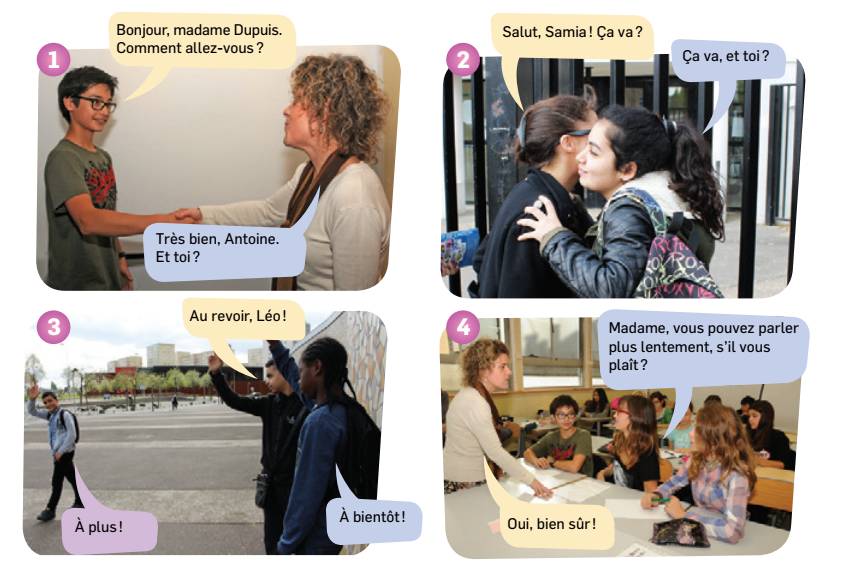 1
Bonjour, madame Dupuis.
Comment allez-vous ?
Très bien, Antoine.
Et toi ?
2
Salut, Samia ! Ça va ?
Ça va, et toi ?
ROXY
3
Au revoir, Léo !
À plus !
À bientôt !
4
Madame, vous pouvez parler
plus lentement, s'il vous
plaît ?
Oui, bien sûr !